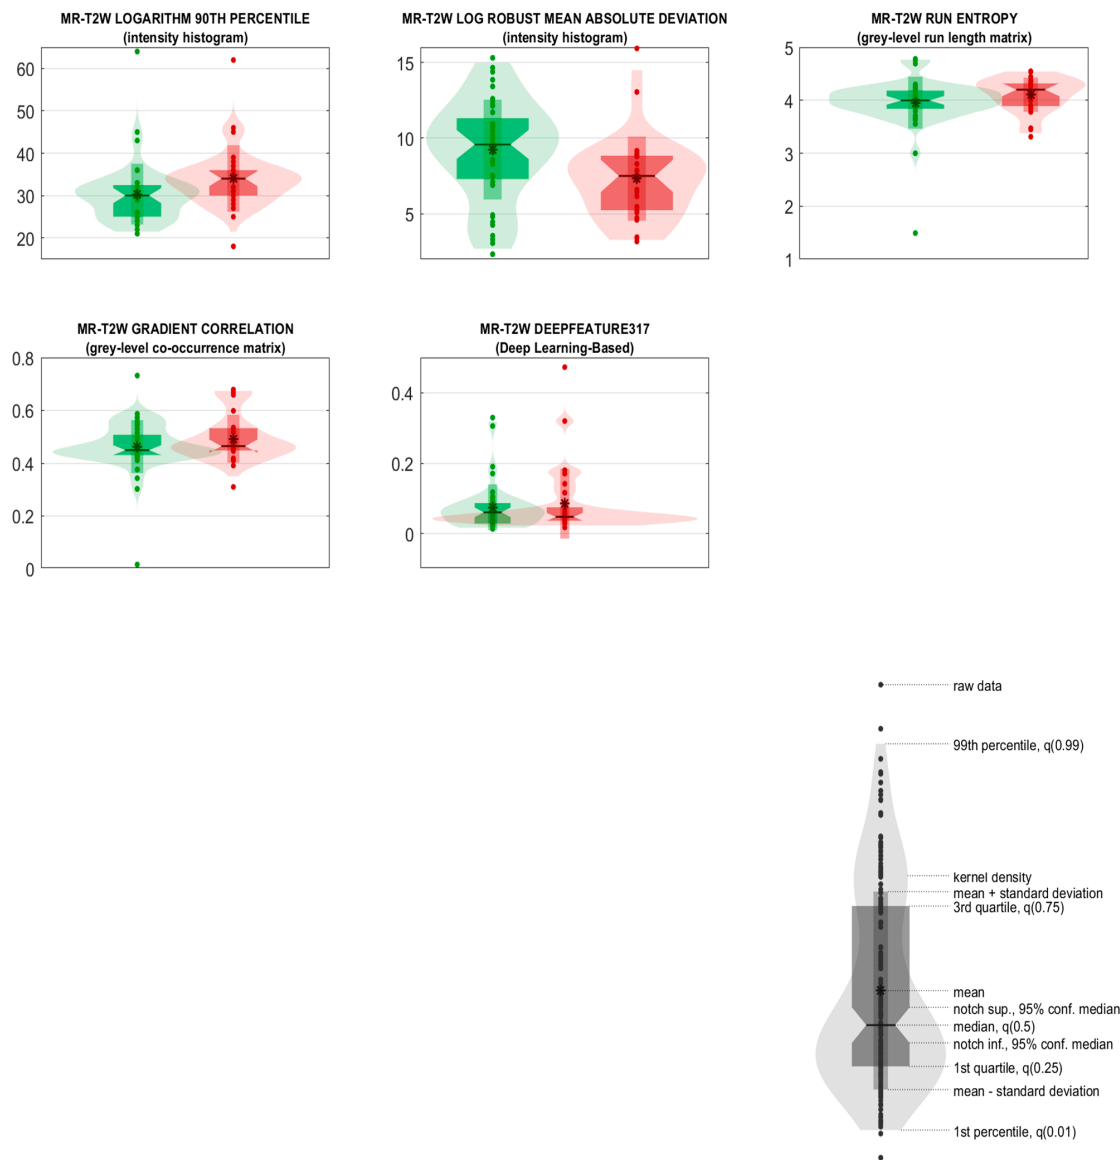 MR-T2W LOGARITHM 90TH PERCENTILE
(intensity histogram)
60
50
40
30
20
MR-T2W LOG ROBUST MEAN ABSOLUTE DEVIATION
(intensity histogram)
15
10
5
MR-T2W RUN ENTROPY
(grey-level run length matrix)
5
4
3
2
1
MR-T2W GRADIENT CORRELATION
(grey-level co-occurrence matrix)
0.8
0.6
0.4
0.2
0
MR-T2W DEEPFEATURE317
(Deep Learning-Based)
0.4
0.2
0
raw data
99th percentile, q(0.99)
kernel density
mean + standard deviation
3rd quartile, q(0.75)
mean
notch sup., 95% conf. median
median, q(0.5)
notch inf., 95% conf. median
1st quartile, q(0.25)
mean - standard deviation
1st percentile, q(0.01)